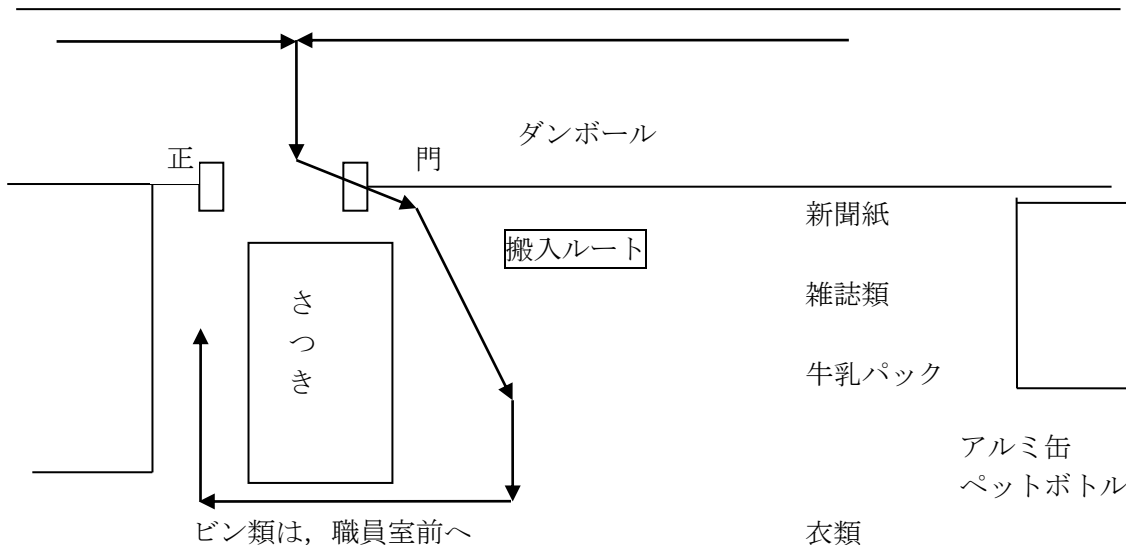 ダンボール
正 門
新聞紙
搬入ルート
雑誌類
さつき
牛乳パック
アルミ缶
ペットボトル
ビン類は，職員室前へ
衣類